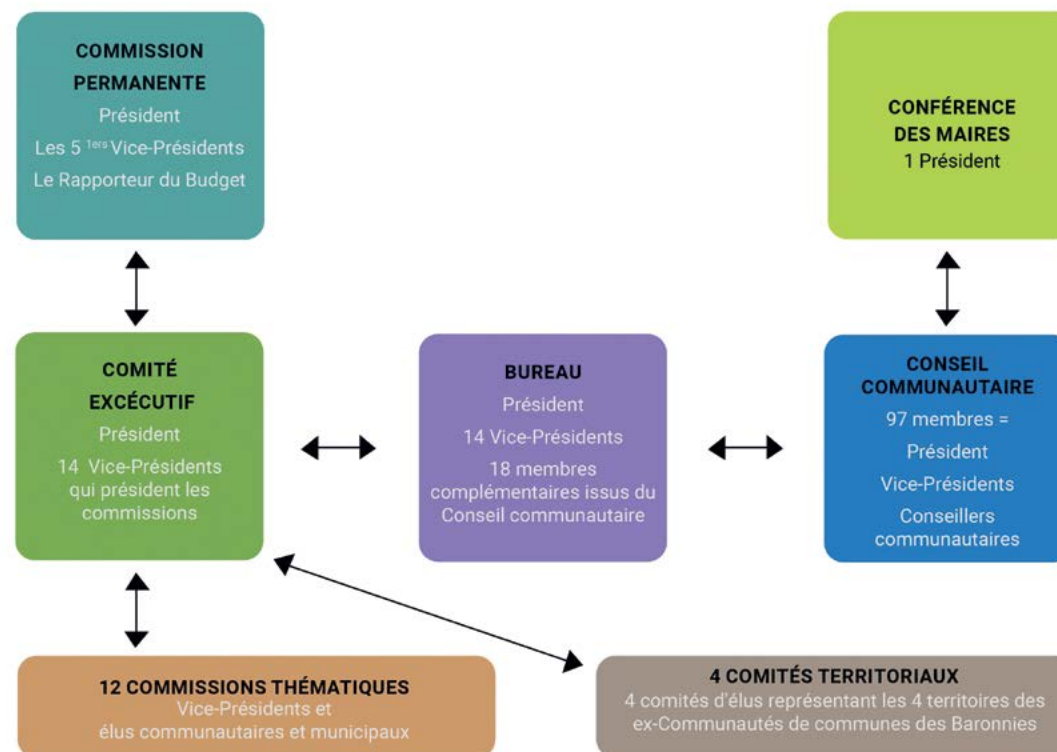 COMMISSION
PERMANENTE
Président
Les 5 1ers Vice-Présidents
Le Rapporteur du Budget
CONFÉRENCE
DES MAIRES
1 Président
COMITÉ
EXCÉCUTIF
Président
14 Vice-Présidents
qui président les
commissions
BUREAU
Président
14 Vice-Présidents
18 membres
complémentaires issus du
Conseil communautaire
CONSEIL
COMMUNAUTAIRE
97 membres =
Président
Vice-Présidents
Conseillers
communautaires
12 COMMISSIONS THÉMATIQUES
Vice-Présidents et
élus communautaires et municipaux
4 COMITÉS TERRITORIAUX
4 comités d'élus représentant les 4 territoires des
ex-Communautés de communes des Baronnies